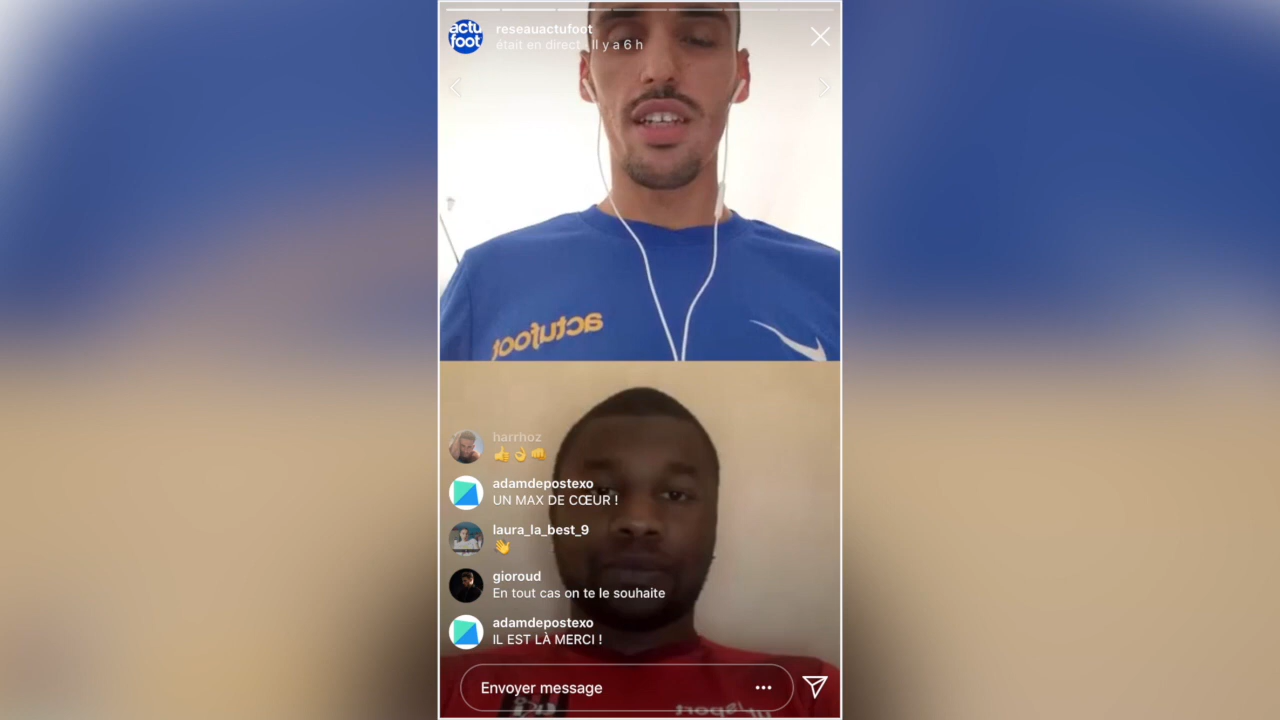 actu
foot
reseauactufoot
était en direct · Il y a 6 h
actufoot
harrhoz
👍👌👊
adamdepostexo
UN MAX DE CŒUR !
laura_la_best_9
👋
gioroud
En tout cas on te le souhaite
adamdepostexo
IL EST LÀ MERCI !
Envoyer message